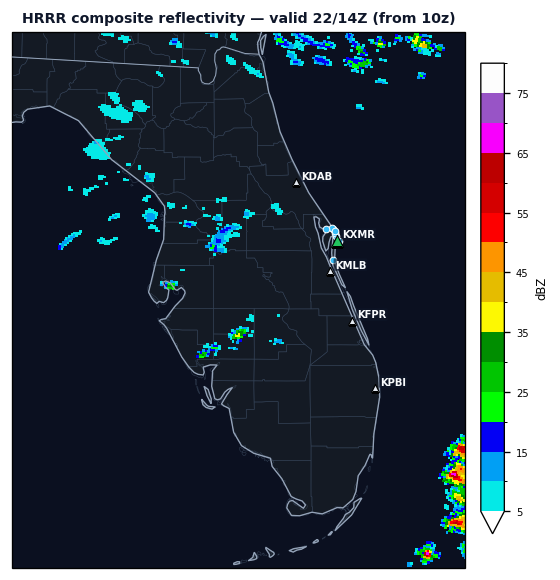 HRRR composite reflectivity — valid 22/14Z (from 10z)
KDAB
KXMR
KMLB
KFPR
KPBI
75
65
55
45
35
25
15
5
dBZ